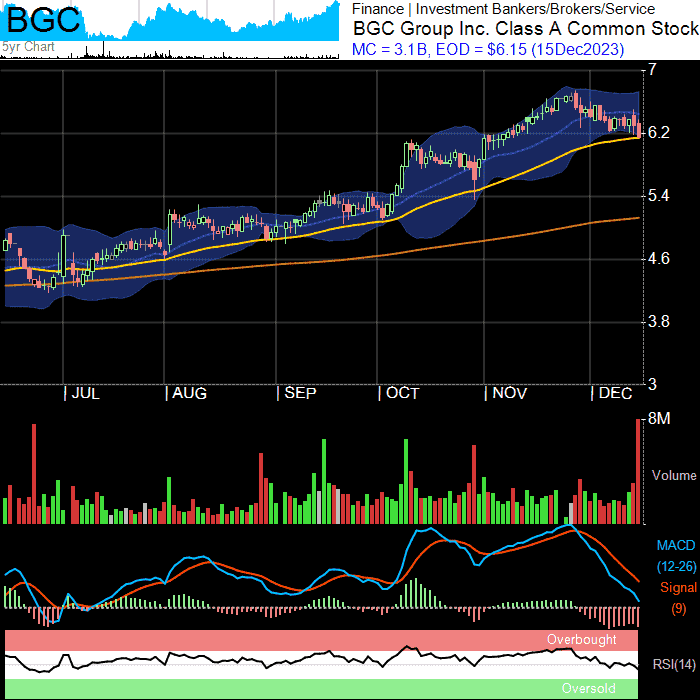 BGC
5yr Chart
Finance | Investment Bankers/Brokers/Service
BGC Group Inc. Class A Common Stock
MC = 3.1B, EOD = $6.15 (15Dec2023)
7
6.2
5.4
4.6
3.8
3
| JUL | AUG | SEP | OCT | NOV | DEC
8M
Volume
MACD
(12-26)
Signal
(9)
Overbought
RSI(14)
Oversold